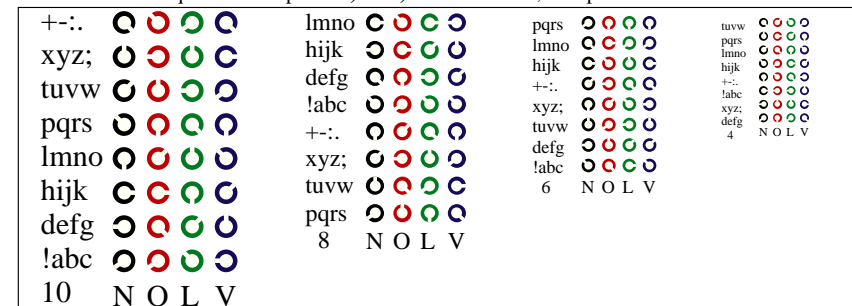 +-:.
xyz;
tuvw
pqrs
lmno
hijk
defg
!abc
10 N O L V
lmno
hijk
defg
!abc
+-:.
xyz;
tuvw
pqrs
8 N O L V
pqrs
lmno
hijk
+-:.
xyz;
tuvw
defg
!abc
6 N O L V
tuvw
pqrs
lmno
hijk
+-:.
!abc
xyz;
defg
4 N O L V